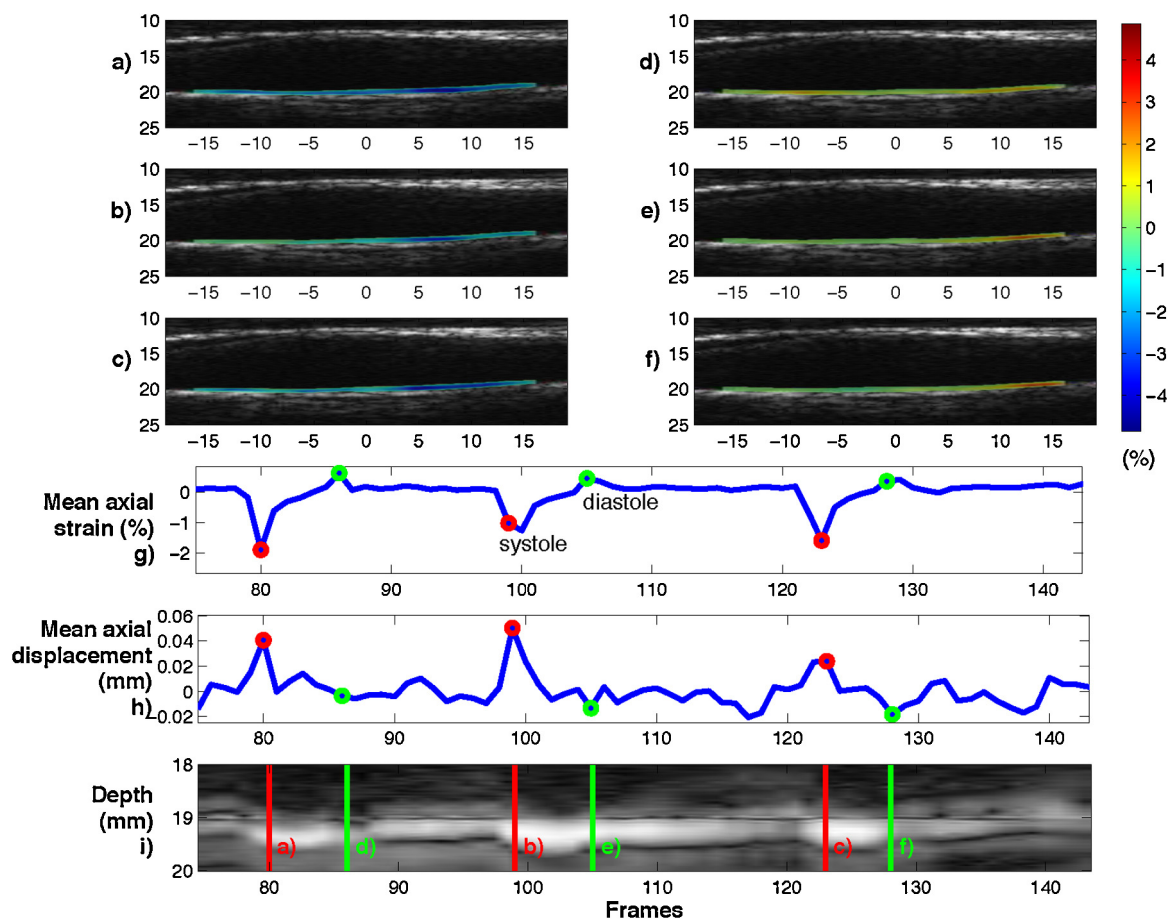 10
a) 15
20
25
−15 −10 −5 0 5 10 15
10
d) 15
20
25
−15 −10 −5 0 5 10 15
10
b) 15
20
25
−15 −10 −5 0 5 10 15
10
e) 15
20
25
−15 −10 −5 0 5 10 15
10
c) 15
20
25
−15 −10 −5 0 5 10 15
10
f) 15
20
25
−15 −10 −5 0 5 10 15
4
3
2
1
0
−1
−2
−3
−4
(%)
Mean axial
strain (%)
g)
0
−1
−2
diastole
systole
80 90 100 110 120 130 140
Mean axial
displacement
(mm)
h)
0.06
0.04
0.02
0
−0.02
80 90 100 110 120 130 140
Depth
(mm)
i)
18
19
20
a) d) b) e) c) f)
80 90 100 110 120 130 140
Frames